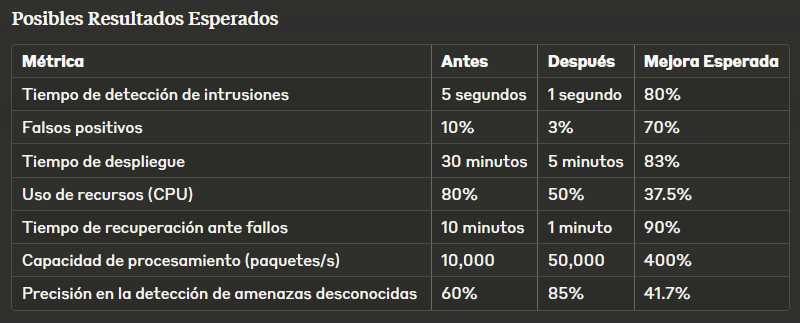 Posibles Resultados Esperados
Métrica Antes Después Mejora Esperada
Tiempo de detección de intrusiones 5 segundos 1 segundo 80%
Falsos positivos 10% 3% 70%
Tiempo de despliegue 30 minutos 5 minutos 83%
Uso de recursos (CPU) 80% 50% 37.5%
Tiempo de recuperación ante fallos 10 minutos 1 minuto 90%
Capacidad de procesamiento (paquetes/s) 10,000 50,000 400%
Precisión en la detección de amenazas desconocidas 60% 85% 41.7%